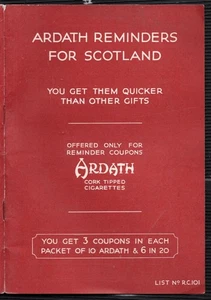 ARDATH REMINDERS
FOR SCOTLAND
YOU GET THEM QUICKER
THAN OTHER GIFTS
OFFERED ONLY FOR
REMINDER COUPONS
ARDATH
CORK TIPPED
CIGARETTES
YOU GET 3 COUPONS IN EACH
PACKET OF 10 ARDATH & 6 IN 20
LIST Nº R.C.101